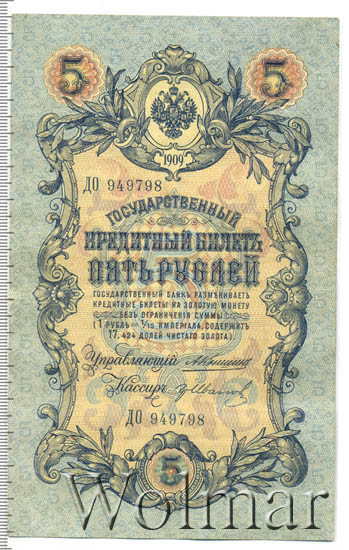 5 5
1909
ДО 949798
ГОСУДАРСТВЕННЫЙ
КРЕДИТНЫЙ БИЛЕТЪ
ПЯТЬ РУБЛЕЙ
ГОСУДАРСТВЕННЫЙ БАНКЪ РАЗМѢНИВАЕТЪ
КРЕДИТНЫЕ БИЛЕТЫ НА ЗОЛОТУЮ МОНЕТУ
БЕЗЪ ОГРАНИЧЕНІЯ СУММЫ
(1 РУБЛЬ = 1/15 ИМПЕРІАЛА, СОДЕРЖИТЪ
17,424 ДОЛЕЙ ЧИСТАГО ЗОЛОТА).
Управляющій
Кассиръ
ДО 949798
5
Wolmar